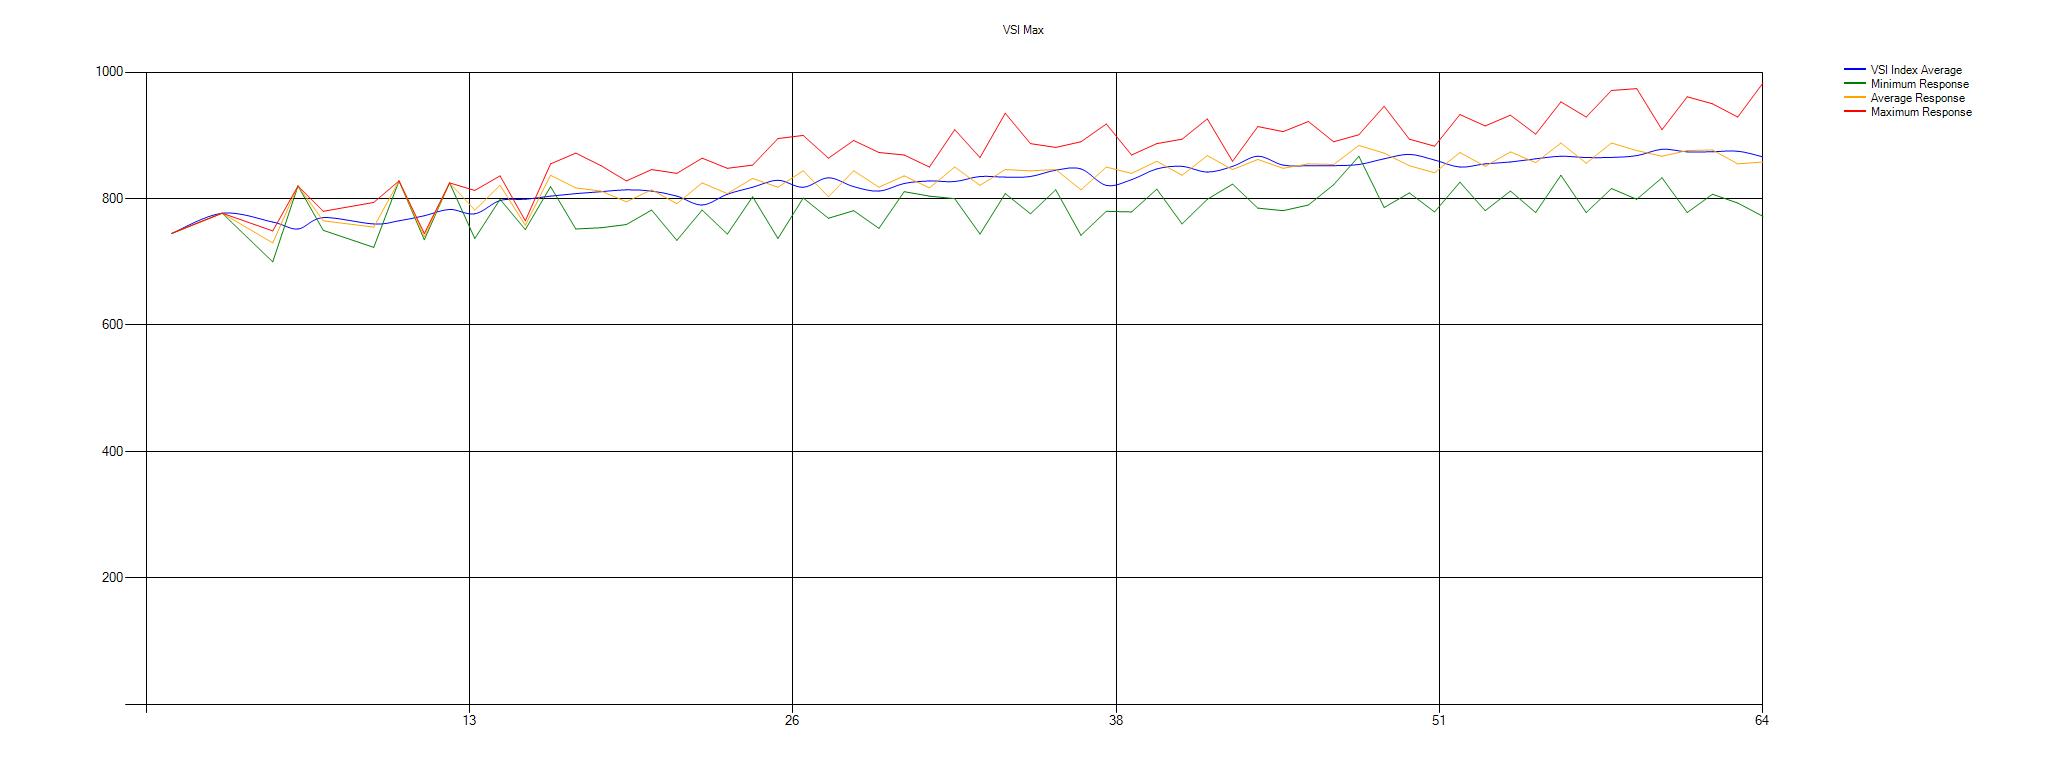 VSI Max
VSI Index Average
Minimum Response
Average Response
Maximum Response
1000
800
600
400
200
13
26
38
51
64